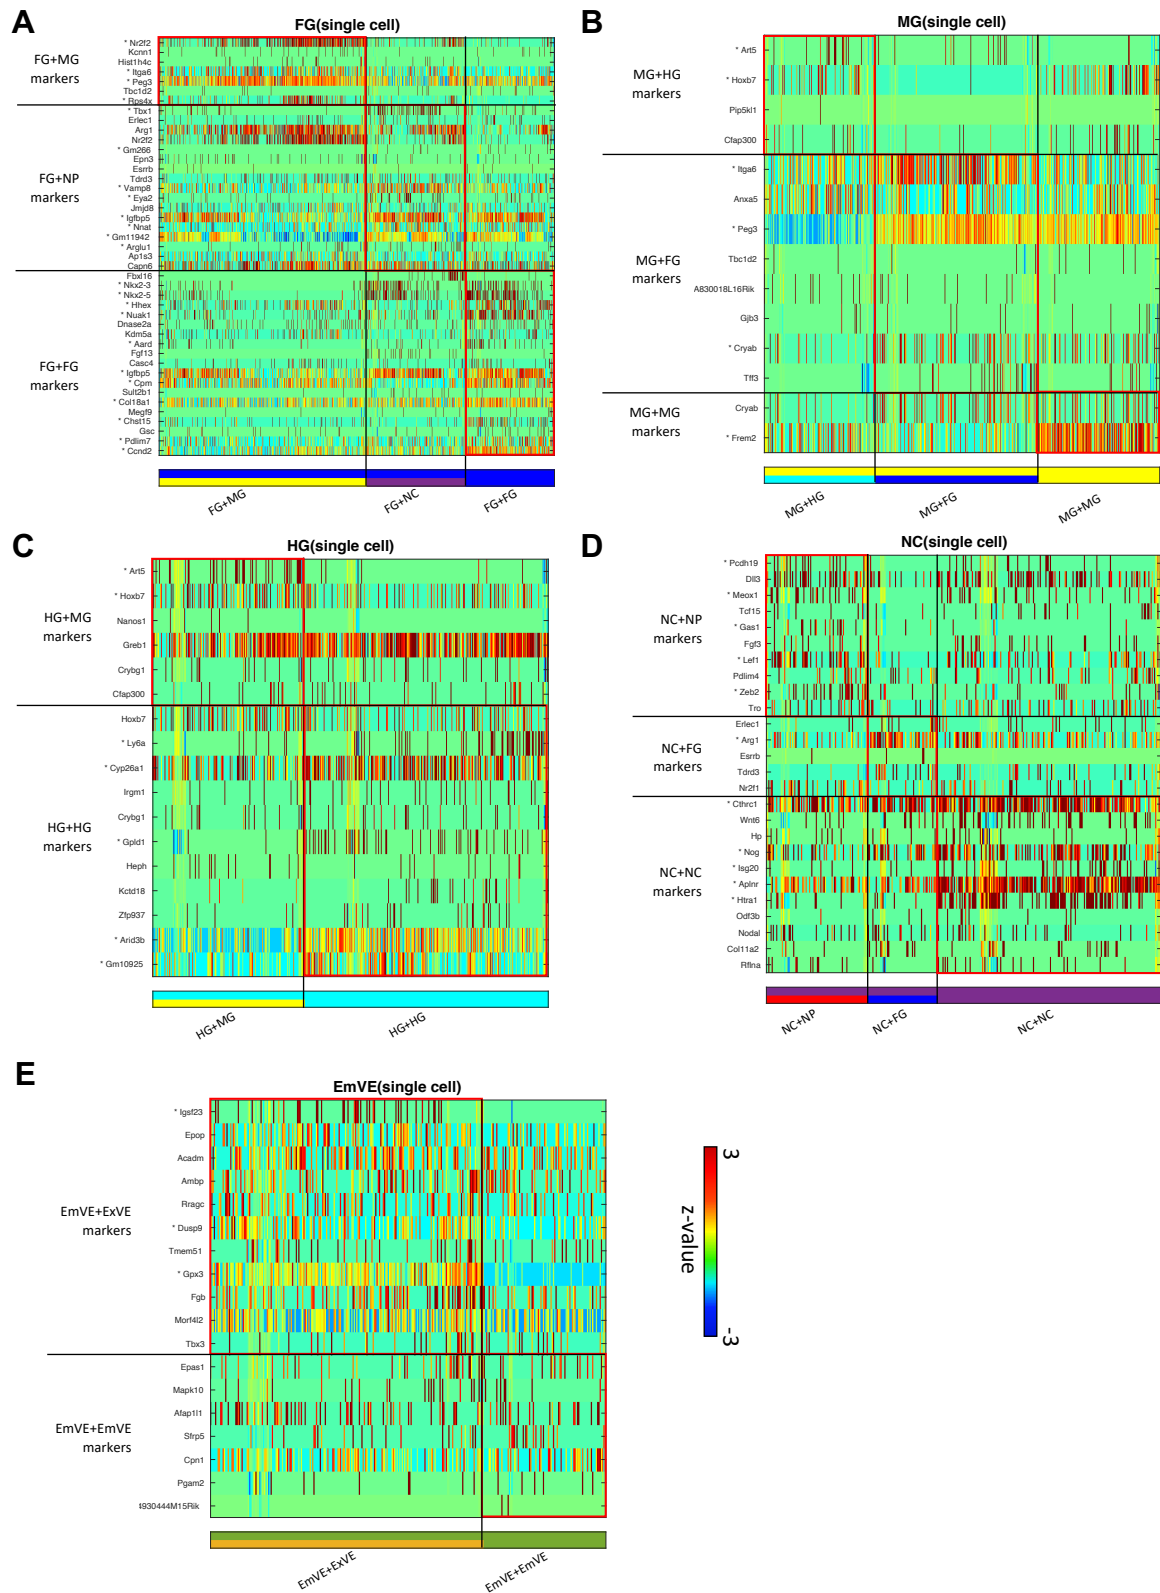 A
FG(single cell)
FG+MG
markers
* Nr2f2
Kcnn1
Hist1h4c
* Itga6
* Peg3
Tbc1d2
* Rps4x
FG+NP
markers
* Tbx1
Erlec1
Arg1
Nr2f2
* Gm266
Epn3
Esrrb
Tdrd3
* Vamp8
* Eya2
Jmjd8
* Igfbp5
* Nnat
* Gm11942
* Arglu1
Ap1s3
Capn6
FG+FG
markers
Fbxl16
* Nkx2-3
* Nkx2-5
* Hhex
* Nuak1
Dnase2a
Kdm5a
* Aard
Fgf13
Casc4
* Igfbp5
* Cpm
Sult2b1
* Col18a1
Megf9
* Chst15
Gsc
* Pdlim7
* Ccnd2
FG+MG
FG+NC
FG+FG
B
MG(single cell)
MG+HG
markers
* Art5
* Hoxb7
Pip5kl1
Cfap300
MG+FG
markers
* Itga6
Anxa5
* Peg3
Tbc1d2
A830018L16Rik
Gjb3
* Cryab
Tff3
MG+MG
markers
Cryab
* Frem2
MG+HG
MG+FG
MG+MG
C
HG(single cell)
HG+MG
markers
* Art5
* Hoxb7
Nanos1
Greb1
Crybg1
Cfap300
HG+HG
markers
Hoxb7
* Ly6a
* Cyp26a1
Irgm1
Crybg1
* Gpld1
Heph
Kctd18
Zfp937
* Arid3b
* Gm10925
HG+MG
HG+HG
D
NC(single cell)
NC+NP
markers
* Pcdh19
Dll3
* Meox1
Tcf15
* Gas1
Fgf3
* Lef1
Pdlim4
* Zeb2
Tro
NC+FG
markers
Erlec1
* Arg1
Esrrb
Tdrd3
Nr2f1
NC+NC
markers
* Cthrc1
Wnt6
Hp
* Nog
* Isg20
* Aplnr
* Htra1
Odf3b
Nodal
Col11a2
Rflna
NC+NP
NC+FG
NC+NC
E
EmVE(single cell)
EmVE+ExVE
markers
* Igsf23
Epop
Acadm
Ambp
Rragc
* Dusp9
Tmem51
* Gpx3
Fgb
Morf4l2
Tbx3
EmVE+EmVE
markers
Epas1
Mapk10
Afap1l1
Sfrp5
Cpn1
Pgam2
4930444M15Rik
EmVE+ExVE
EmVE+EmVE
3
z-value
-3